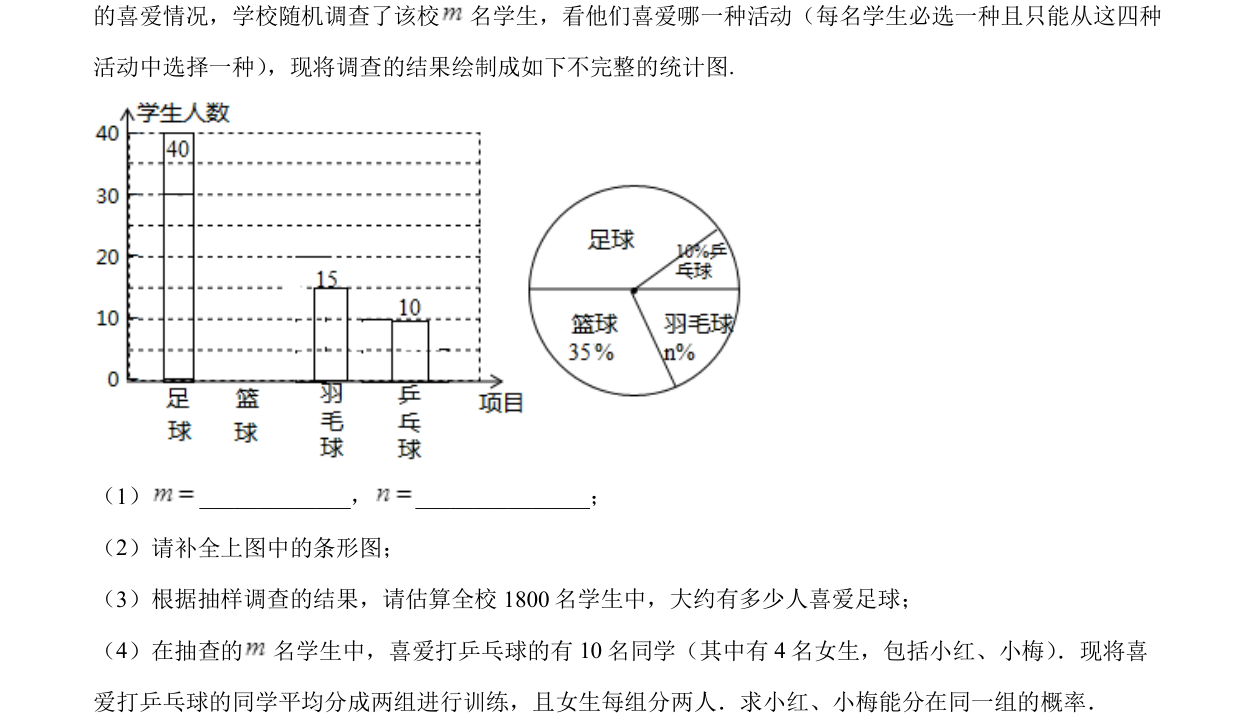 的喜爱情况，学校随机调查了该校m名学生，看他们喜爱哪一种活动（每名学生必选一种且只能从这四种
活动中选择一种），现将调查的结果绘制成如下不完整的统计图.
学生人数
40
30
20
10
0
40
15
10
足球
篮球
羽毛球
乒乓球
项目
足球
10%乒
乓球
篮球
35%
羽毛球
n%
（1）m=____________，n=______________；
（2）请补全上图中的条形图；
（3）根据抽样调查的结果，请估算全校1800名学生中，大约有多少人喜爱足球；
（4）在抽查的m名学生中，喜爱打乒乓球的有10名同学（其中有4名女生，包括小红、小梅）．现将喜
爱打乒乓球的同学平均分成两组进行训练，且女生每组分两人．求小红、小梅能分在同一组的概率．